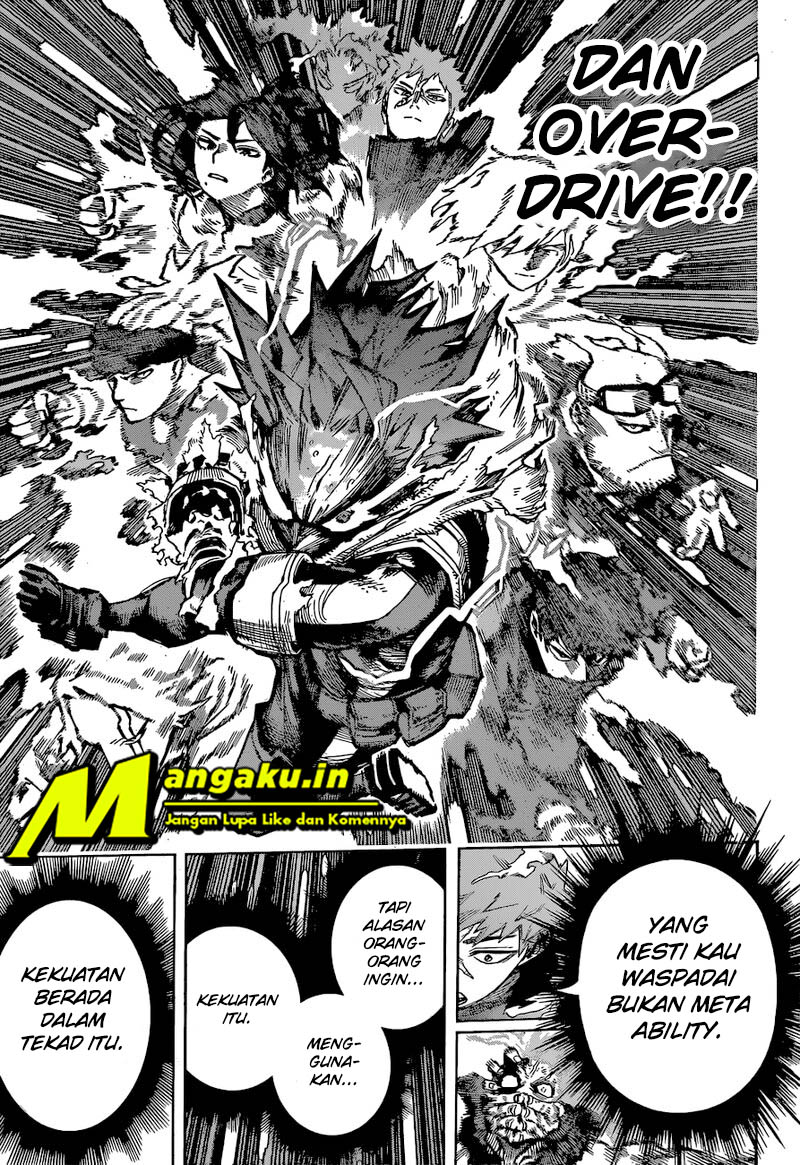 DAN
OVER-
DRIVE!!
Mangaku.in
Jangan Lupa Like dan Komennya
YANG
MESTI KAU
WASPADAI
BUKAN META
ABILITY.
TAPI
ALASAN
ORANG-
ORANG
INGIN...
MENG-
GUNA-
KAN...
KEKUATAN
ITU.
KEKUATAN
BERADA
DALAM
TEKAD ITU.